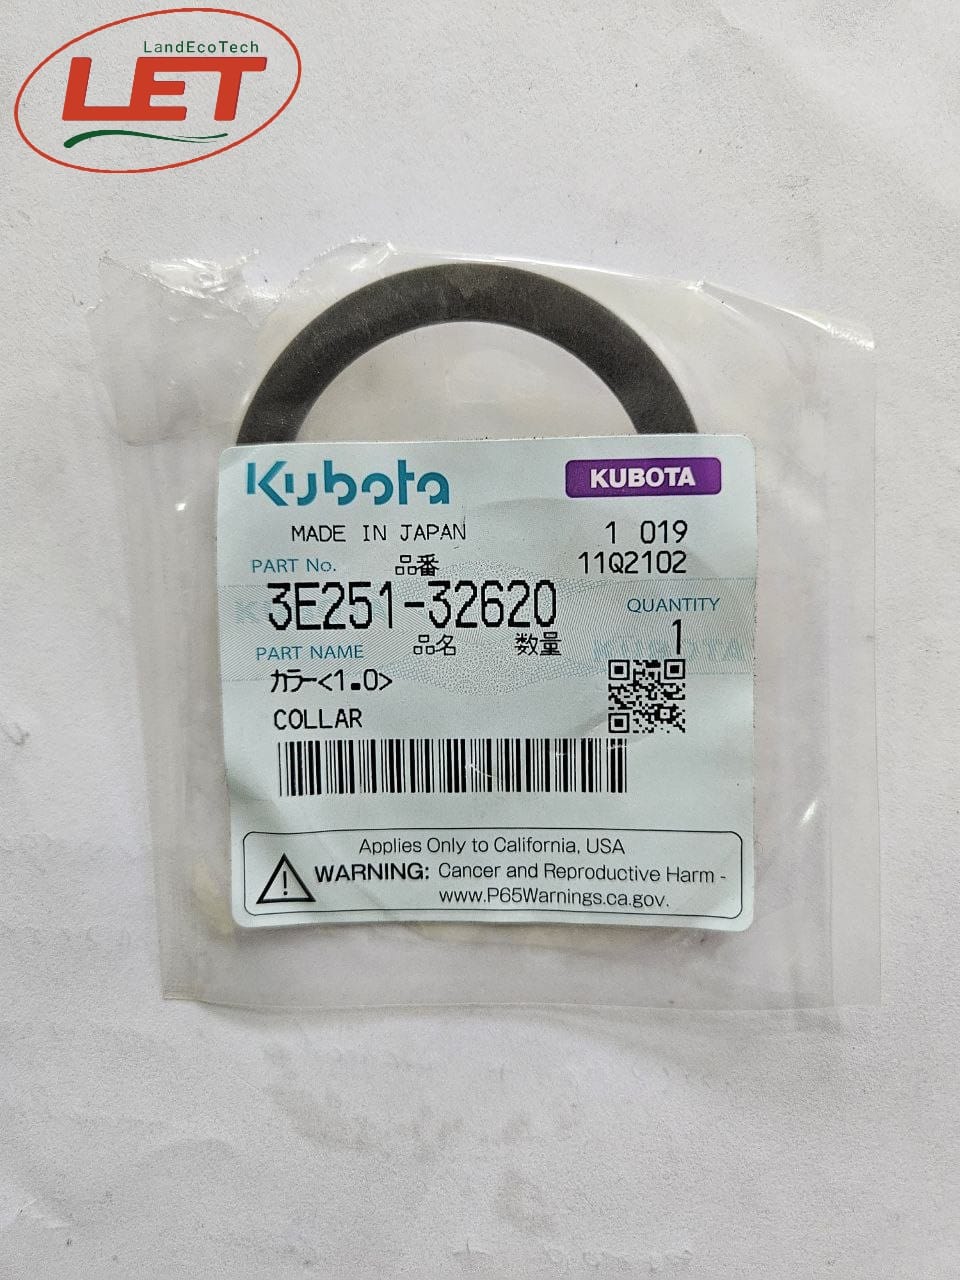 LandEcoTech
LET
Kubota
KUBOTA
MADE IN JAPAN
1 019
PART No.
品番
11Q2102
3E251-32620
QUANTITY
1
PART NAME
品名
数量
カラー<1.0>
COLLAR
Applies Only to California, USA
WARNING: Cancer and Reproductive Harm -
www.P65Warnings.ca.gov.